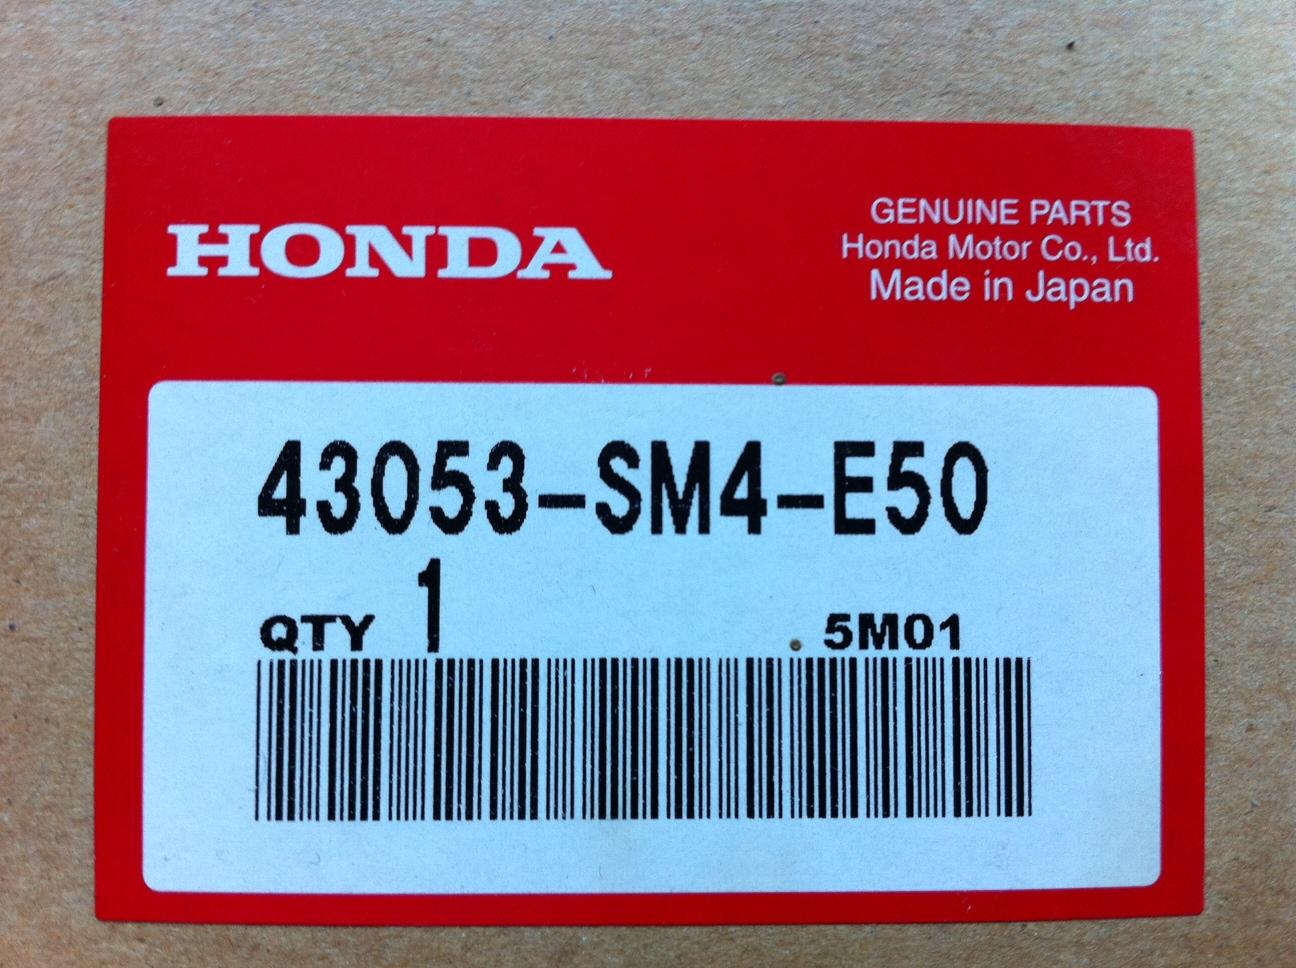 HONDA
GENUINE PARTS
Honda Motor Co., Ltd.
Made in Japan
43053-SM4-E50
QTY 1 5M01